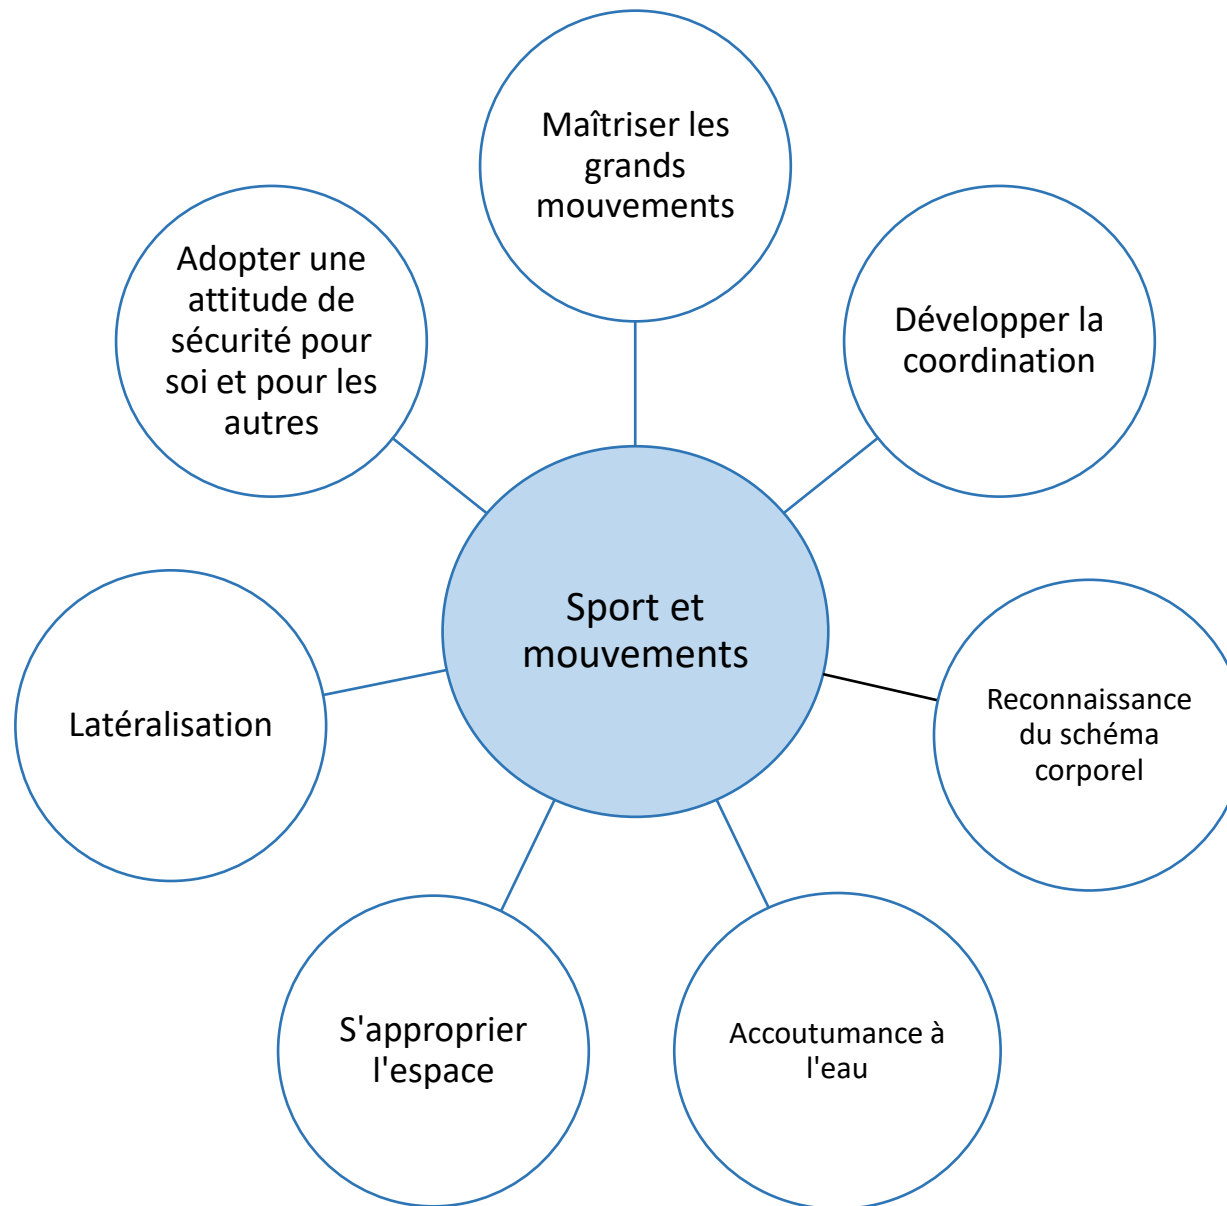 Maîtriser les
grands
mouvements
Adopter une
attitude de
sécurité pour
soi et pour les
autres
Développer la
coordination
Sport et
mouvements
Latéralisation
Reconnaissance
du schéma
corporel
S'approprier
l'espace
Accoutumance à
l'eau